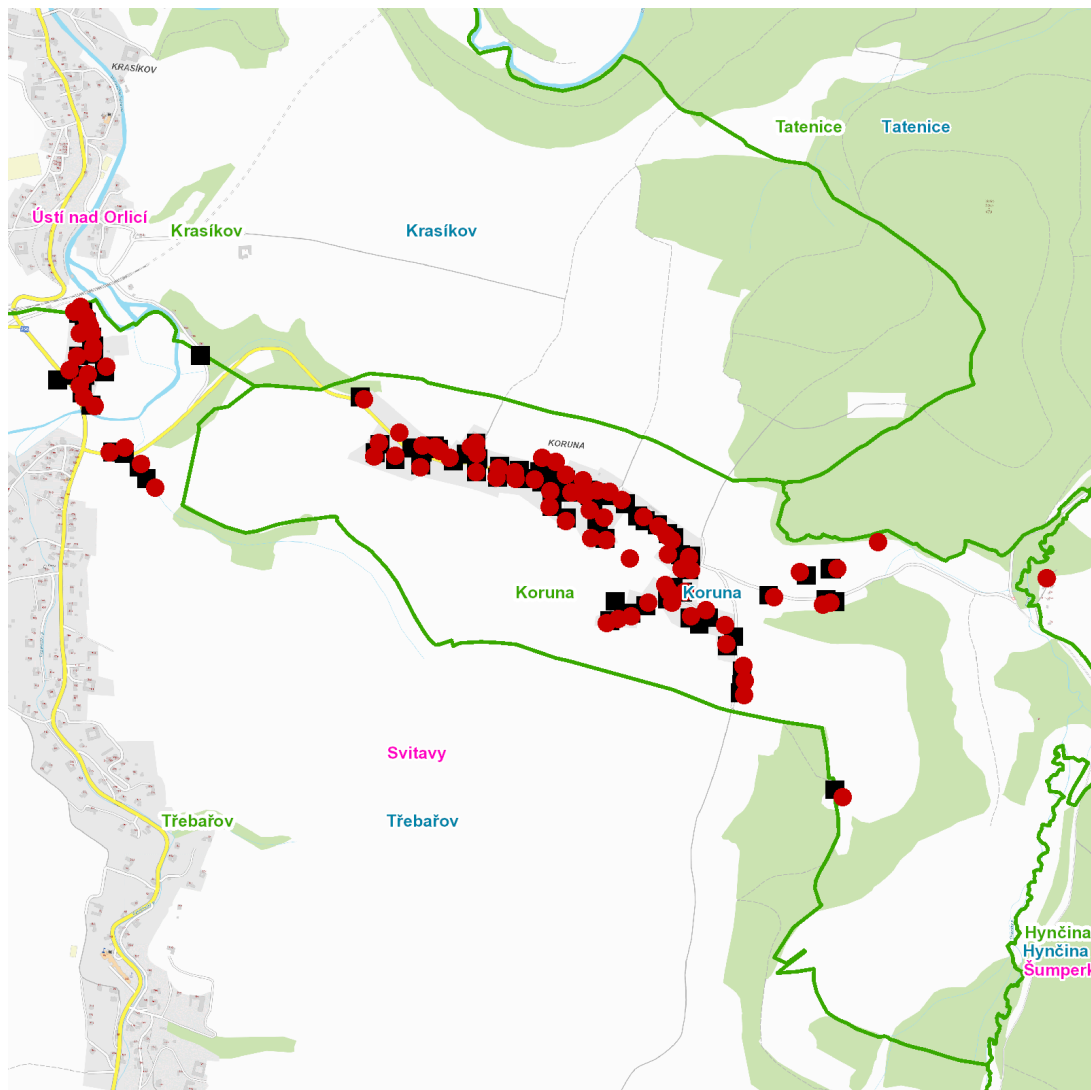 KRASÍKOV
Tatenice
Tatenice
Ústí nad Orlicí
Krasíkov
Krasíkov
KORUNA
Koruna
Koruna
Svitavy
Třebařov
Třebařov
Hynčina
Hynčina
Šumperk